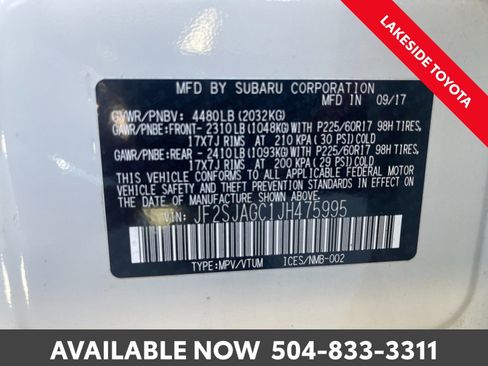 LAKESIDE TOYOTA
MFD BY SUBARU CORPORATION
IN 09/17
GVWR/PNBV: 4480LB(2032KG)
GAWR/PNBE:FRONT- 2310LB(1048KG)WITH P225/60R17 98H TIRES,
17X7J RIMS AT 210 KPA (30 PSI)COLD
GAWR/PNBE:REAR - 2410LB(1093KG)WITH P225/60R17 98H TIRES,
17X7J RIMS AT 200 KPA (29 PSI)COLD
THIS VEHICLE CONFORMS TO ALL APPLICABLE FEDERAL MOTOR
VEHICLE SAFETY AND BUMPER STANDARDS IN EFFECT ON THE
DATE OF MANUFACTURE SHOWN ABOVE.
VIN: JF2SJAGC1JH475995
TYPE:MPV/VTUM ICES/NMB-002
AVAILABLE NOW 504-833-3311